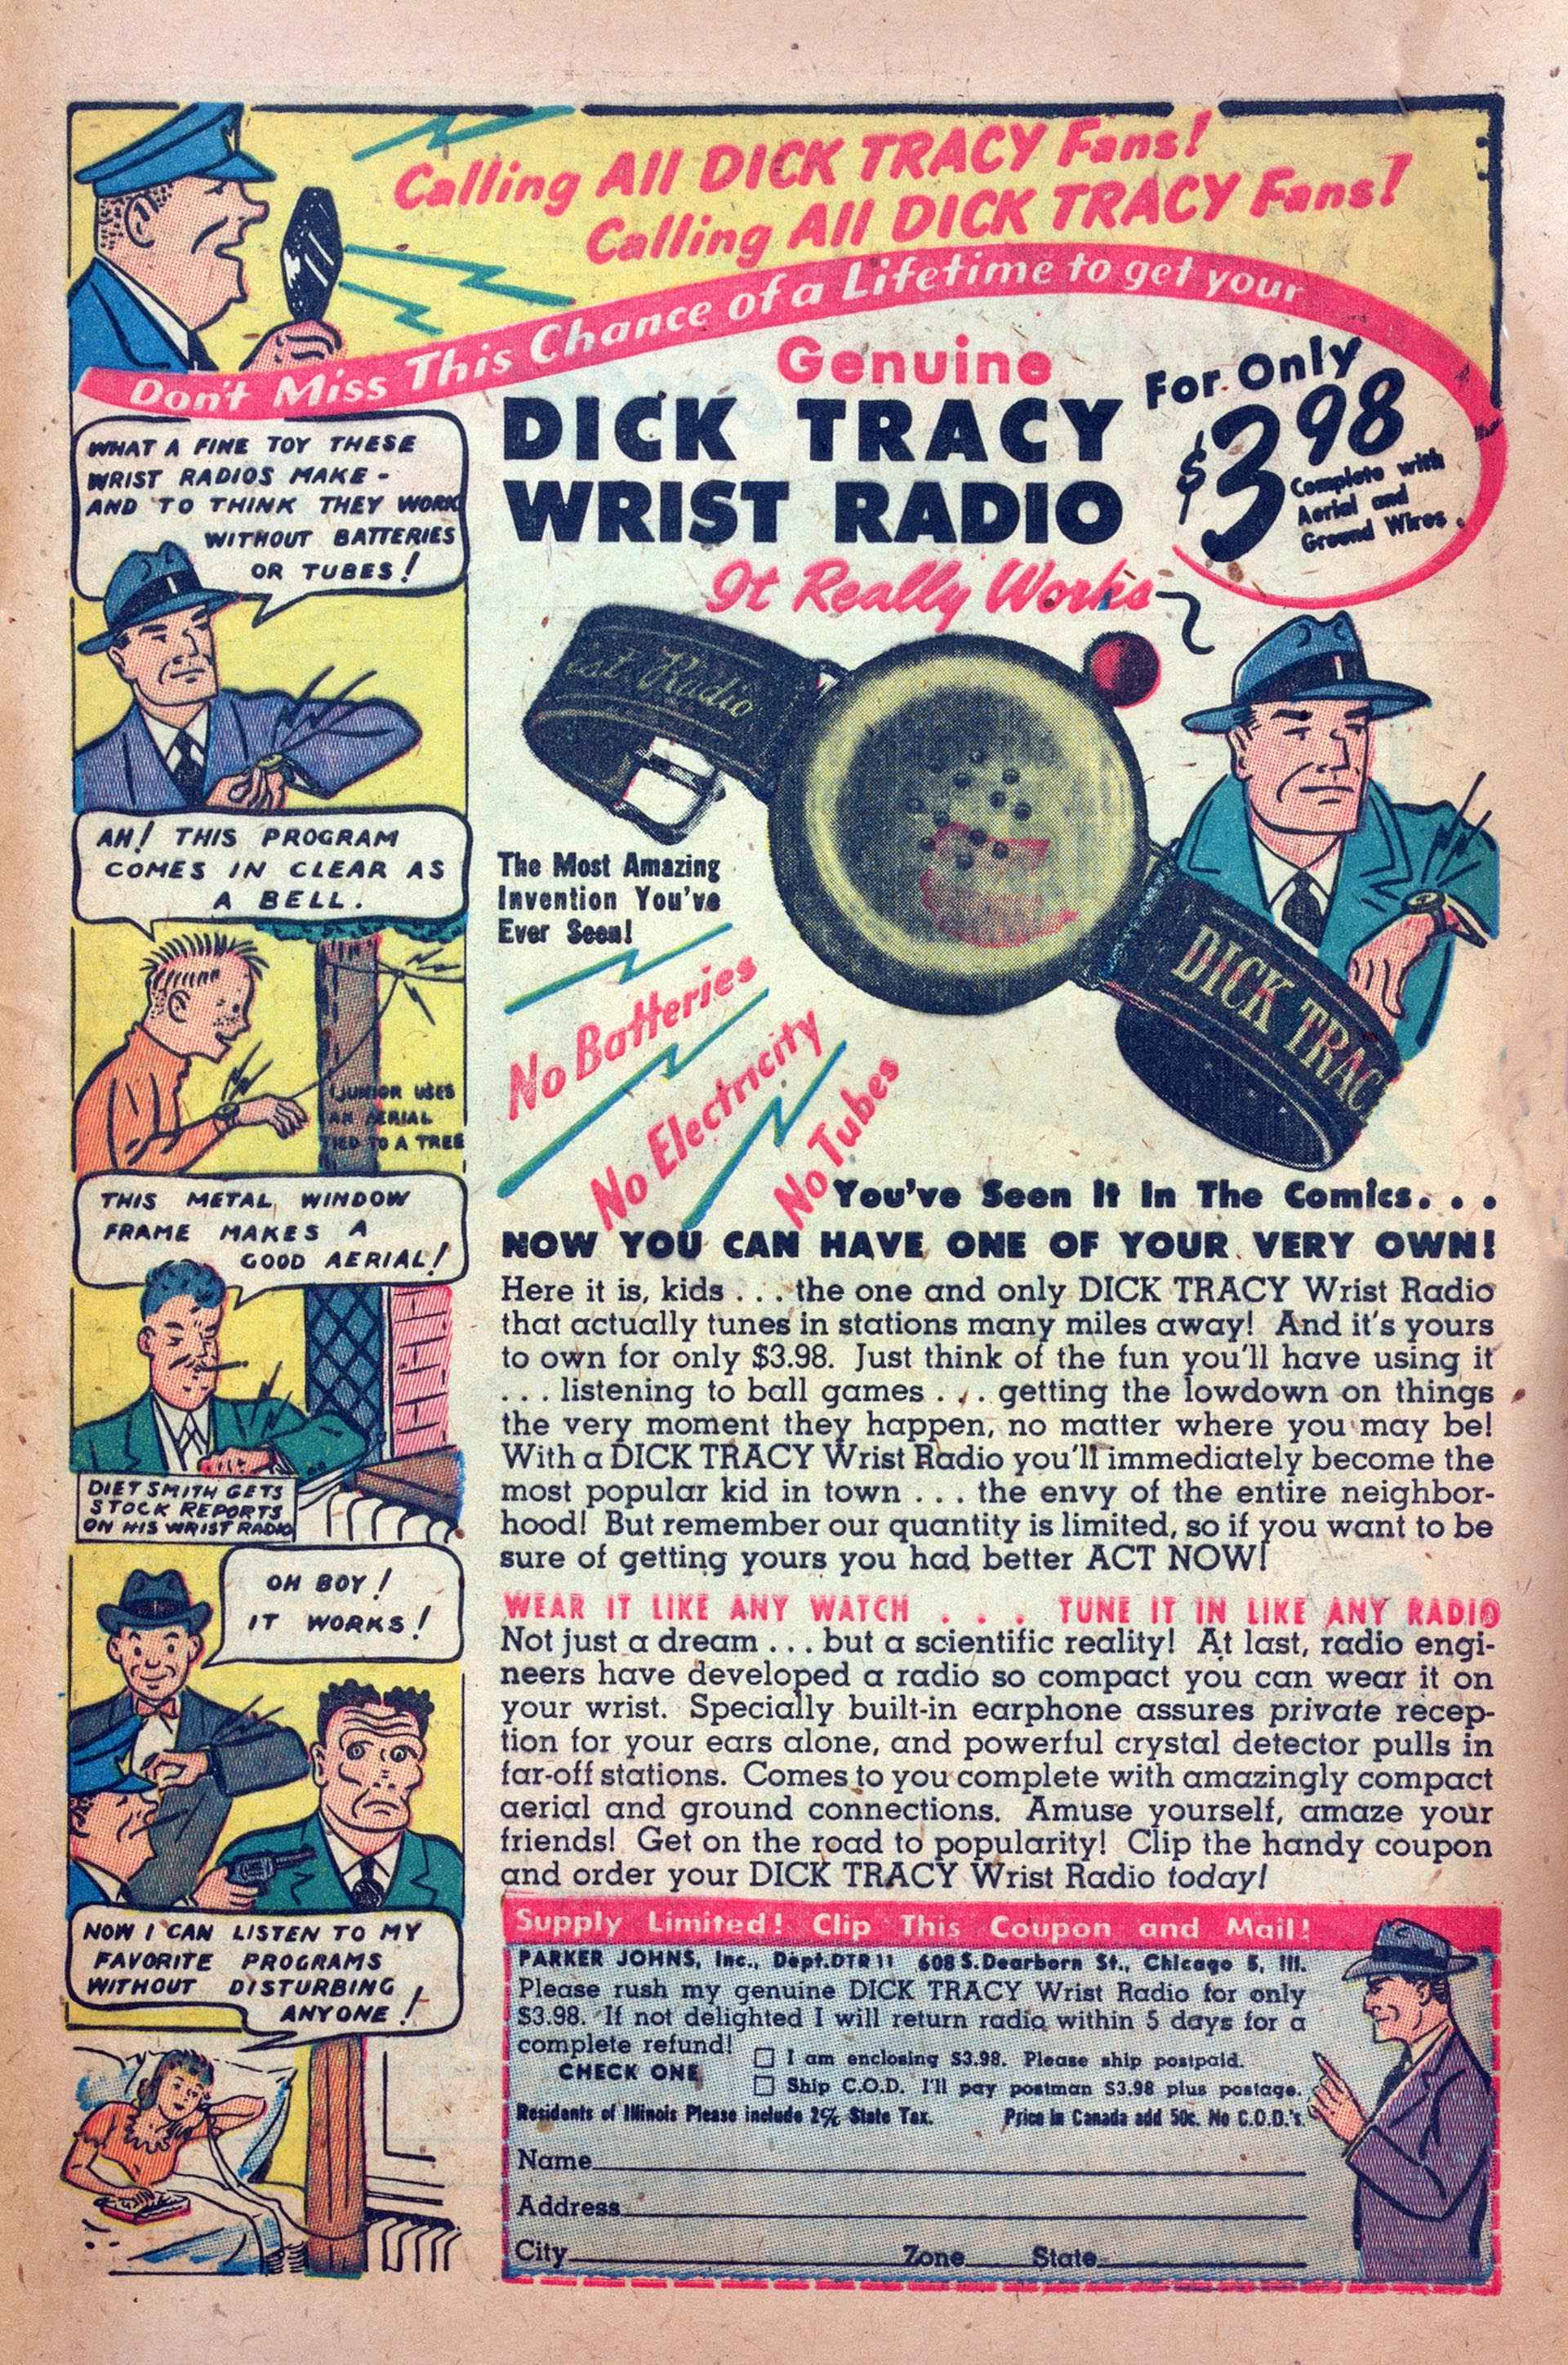 Calling All DICK TRACY Fans!
Calling All DICK TRACY Fans!
Don't Miss This Chance of a Lifetime to get your
Genuine
DICK TRACY
WRIST RADIO
For Only
$3.98
Complete with
Aerial and
Ground Wires.
It Really Works
WHAT A FINE TOY THESE
WRIST RADIOS MAKE -
AND TO THINK THEY WORK
WITHOUT BATTERIES
OR TUBES!
AH! THIS PROGRAM
COMES IN CLEAR AS
A BELL.
JUNIOR USES
AN AERIAL
TIED TO A TREE
THIS METAL WINDOW
FRAME MAKES A
GOOD AERIAL!
DIET SMITH GETS
STOCK REPORTS
ON HIS WRIST RADIO
OH BOY!
IT WORKS!
NOW I CAN LISTEN TO MY
FAVORITE PROGRAMS
WITHOUT DISTURBING
ANYONE!
ist Radio
DICK TRAC
The Most Amazing
Invention You've
Ever Seen!
No Batteries
No Electricity
No Tubes
You've Seen It In The Comics. . .
NOW YOU CAN HAVE ONE OF YOUR VERY OWN!
Here it is, kids . . . the one and only DICK TRACY Wrist Radio
that actually tunes in stations many miles away! And it's yours
to own for only $3.98. Just think of the fun you'll have using it
. . . listening to ball games . . . getting the lowdown on things
the very moment they happen, no matter where you may be!
With a DICK TRACY Wrist Radio you'll immediately become the
most popular kid in town . . . the envy of the entire neighbor-
hood! But remember our quantity is limited, so if you want to be
sure of getting yours you had better ACT NOW!
WEAR IT LIKE ANY WATCH . . . TUNE IT IN LIKE ANY RADIO
Not just a dream . . . but a scientific reality! At last, radio engi-
neers have developed a radio so compact you can wear it on
your wrist. Specially built-in earphone assures private recep-
tion for your ears alone, and powerful crystal detector pulls in
far-off stations. Comes to you complete with amazingly compact
aerial and ground connections. Amuse yourself, amaze your
friends! Get on the road to popularity! Clip the handy coupon
and order your DICK TRACY Wrist Radio today!
Supply Limited! Clip This Coupon and Mail!
PARKER JOHNS, Inc., Dept.DTR11 608 S.Dearborn St., Chicago 5, Ill.
Please rush my genuine DICK TRACY Wrist Radio for only
$3.98. If not delighted I will return radio within 5 days for a
complete refund!
CHECK ONE
I am enclosing $3.98. Please ship postpaid.
Ship C.O.D. I'll pay postman $3.98 plus postage.
Residents of Illinois Please include 2% State Tax. Price in Canada add 50c. No C.O.D.'s.
Name
Address
City Zone State